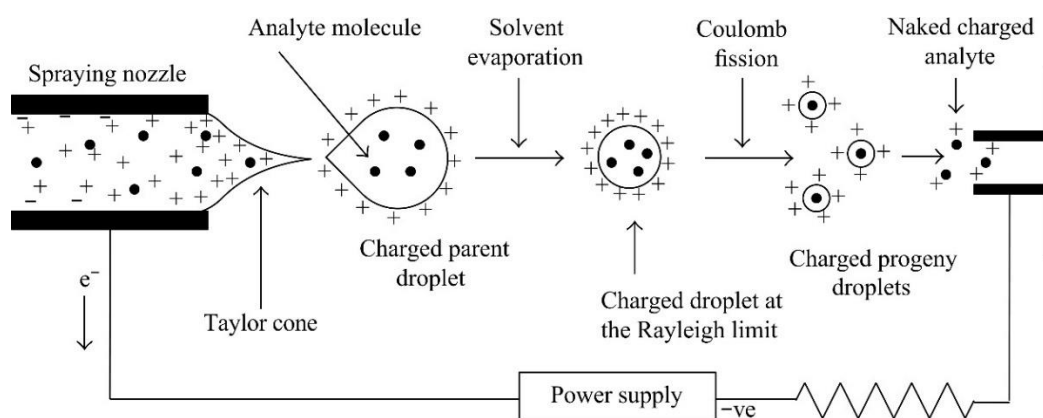 Analyte molecule
Solvent
evaporation
Coulomb
fission
Naked charged
analyte
Spraying nozzle
Charged parent
droplet
Charged progeny
droplets
e⁻
Taylor cone
Charged droplet at
the Rayleigh limit
Power supply
−ve